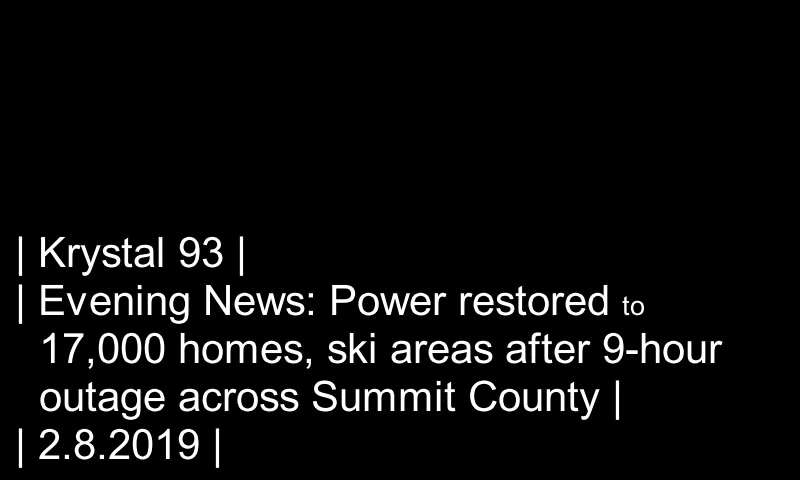 | Krystal 93 |
| Evening News: Power restored to
17,000 homes, ski areas after 9-hour
outage across Summit County |
| 2.8.2019 |